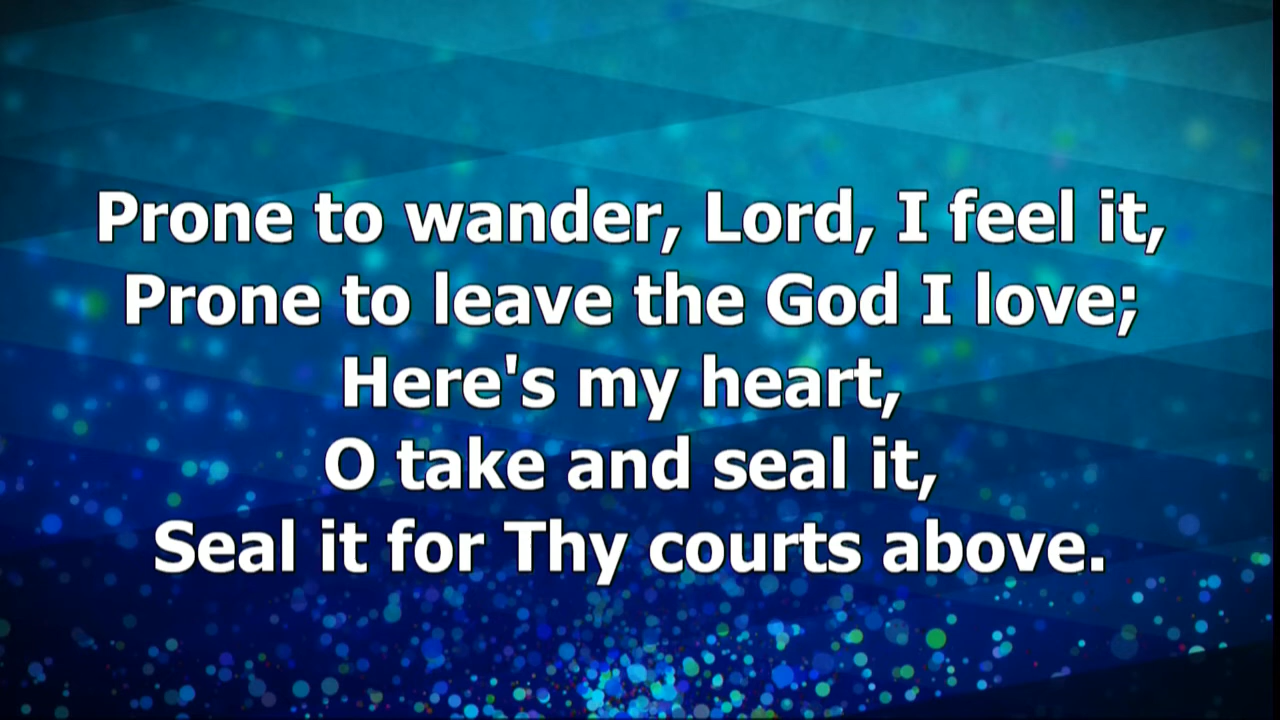 Prone to wander, Lord, I feel it,
Prone to leave the God I love;
Here's my heart,
O take and seal it,
Seal it for Thy courts above.